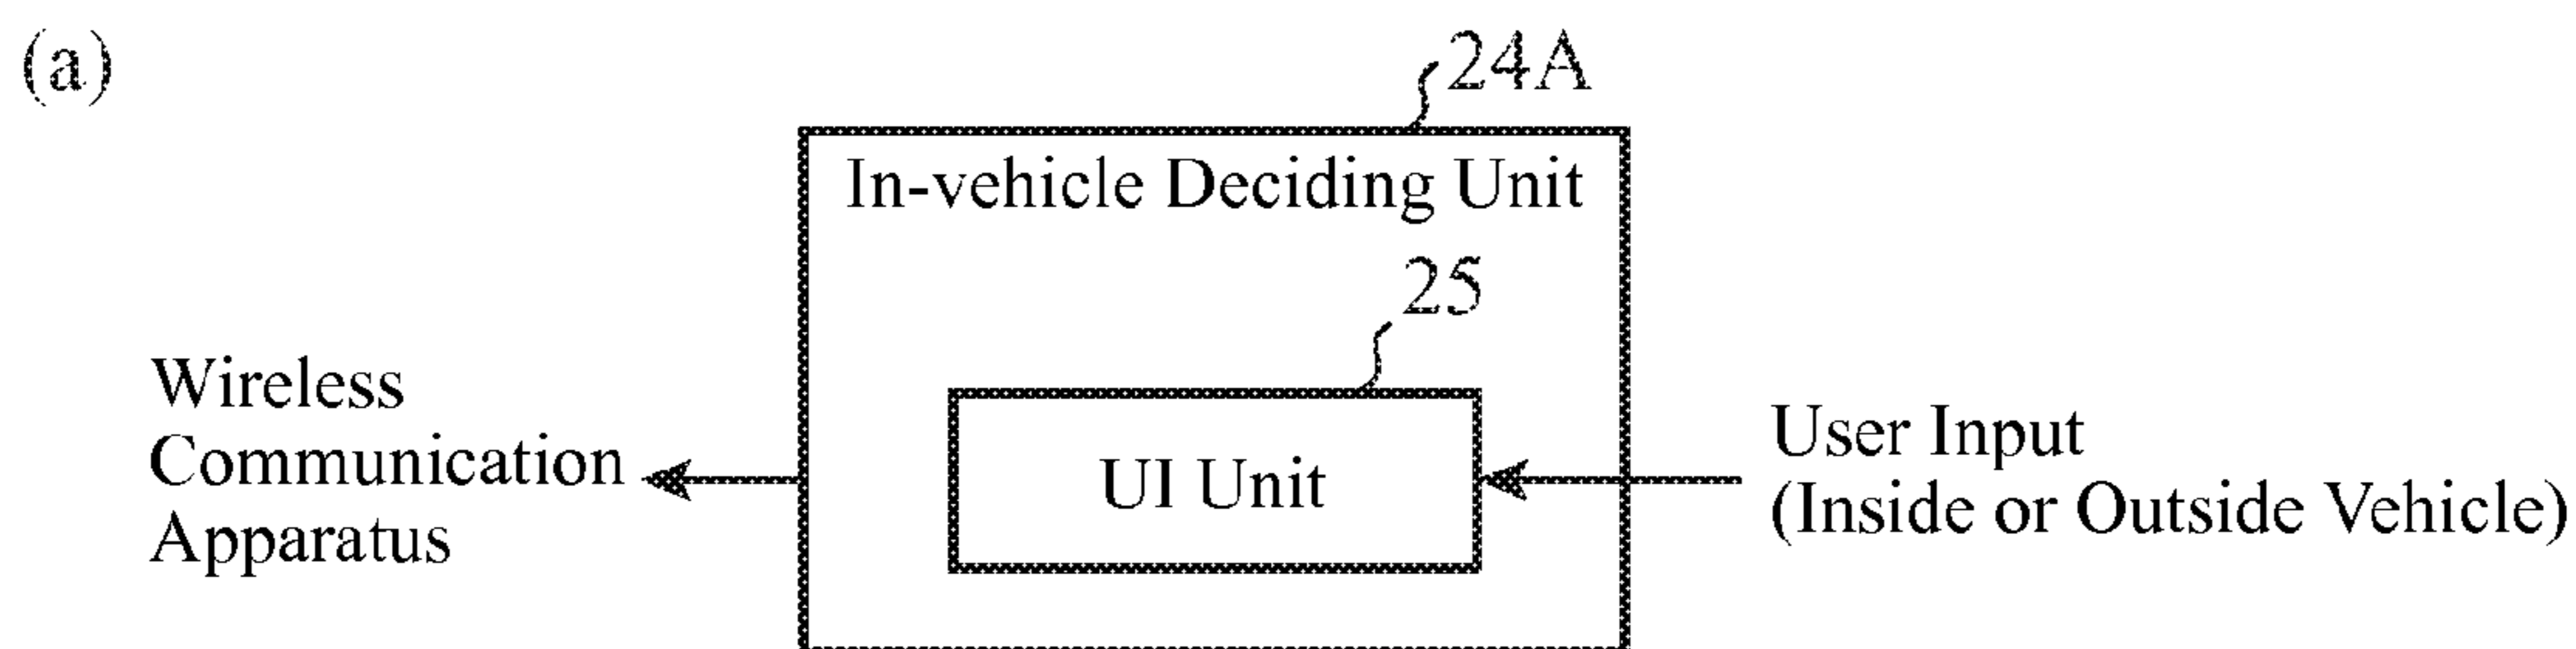 (a)
24A
In-vehicle Deciding Unit
25
Wireless
Communication
Apparatus
UI Unit
User Input
(Inside or Outside Vehicle)